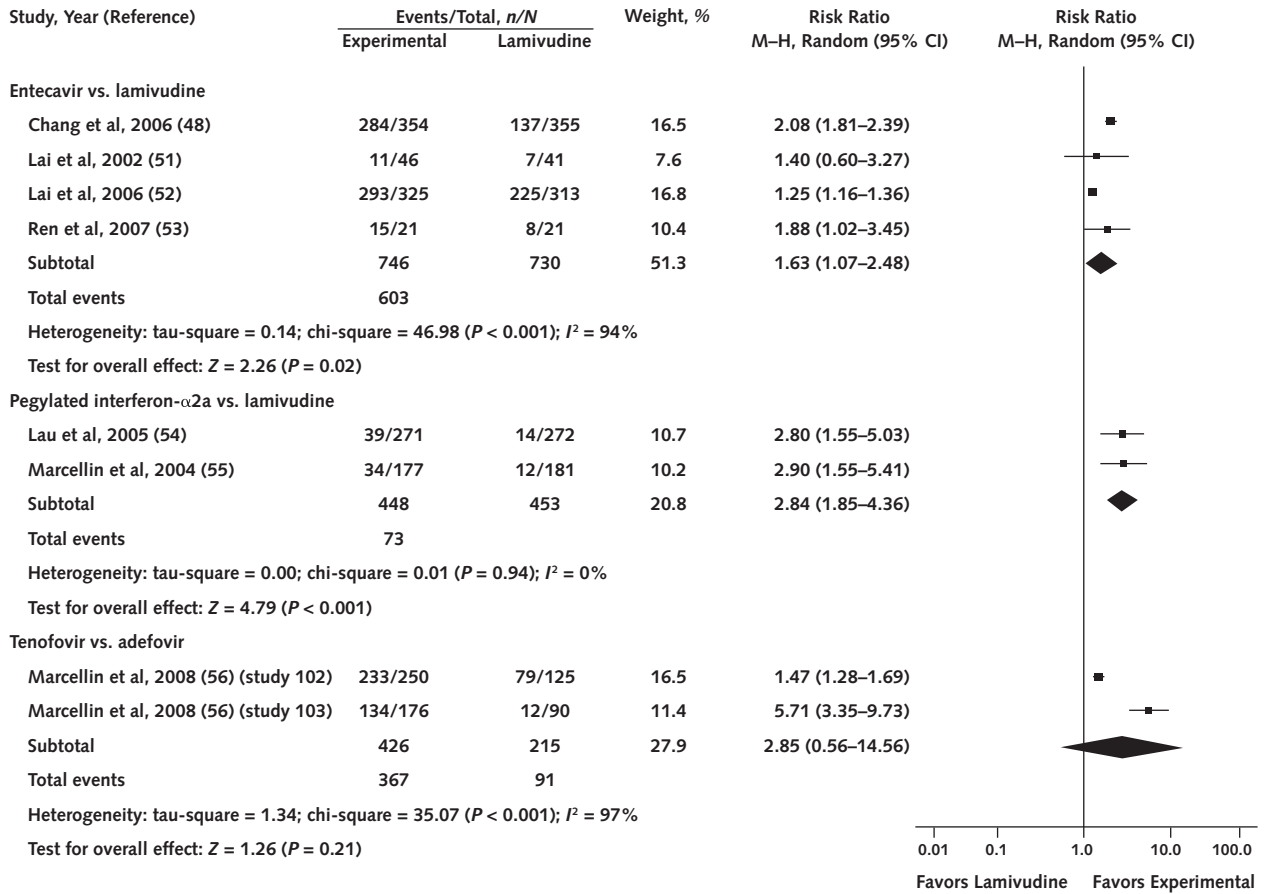 Study, Year (Reference) Events/Total, n/N Weight, % Risk Ratio Risk Ratio
Experimental Lamivudine M–H, Random (95% CI) M–H, Random (95% CI)
Entecavir vs. lamivudine
Chang et al, 2006 (48) 284/354 137/355 16.5 2.08 (1.81–2.39)
Lai et al, 2002 (51) 11/46 7/41 7.6 1.40 (0.60–3.27)
Lai et al, 2006 (52) 293/325 225/313 16.8 1.25 (1.16–1.36)
Ren et al, 2007 (53) 15/21 8/21 10.4 1.88 (1.02–3.45)
Subtotal 746 730 51.3 1.63 (1.07–2.48)
Total events 603
Heterogeneity: tau-square = 0.14; chi-square = 46.98 (P < 0.001); I² = 94%
Test for overall effect: Z = 2.26 (P = 0.02)
Pegylated interferon-α2a vs. lamivudine
Lau et al, 2005 (54) 39/271 14/272 10.7 2.80 (1.55–5.03)
Marcellin et al, 2004 (55) 34/177 12/181 10.2 2.90 (1.55–5.41)
Subtotal 448 453 20.8 2.84 (1.85–4.36)
Total events 73
Heterogeneity: tau-square = 0.00; chi-square = 0.01 (P = 0.94); I² = 0%
Test for overall effect: Z = 4.79 (P < 0.001)
Tenofovir vs. adefovir
Marcellin et al, 2008 (56) (study 102) 233/250 79/125 16.5 1.47 (1.28–1.69)
Marcellin et al, 2008 (56) (study 103) 134/176 12/90 11.4 5.71 (3.35–9.73)
Subtotal 426 215 27.9 2.85 (0.56–14.56)
Total events 367 91
Heterogeneity: tau-square = 1.34; chi-square = 35.07 (P < 0.001); I² = 97%
Test for overall effect: Z = 1.26 (P = 0.21)
0.01 0.1 1.0 10.0 100.0
Favors Lamivudine Favors Experimental